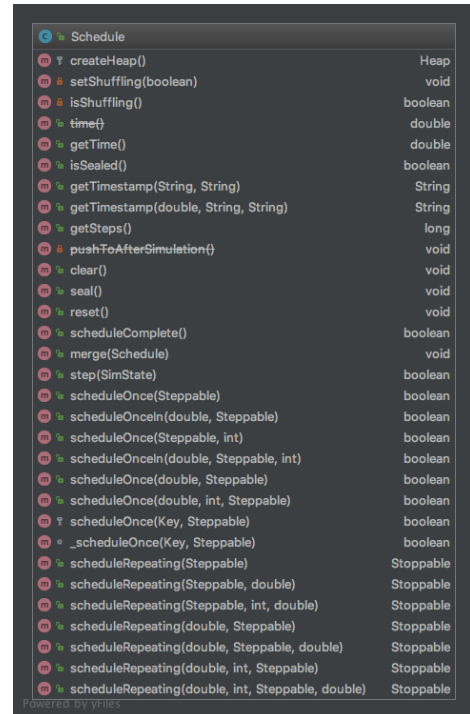 Schedule
createHeap() Heap
setShuffling(boolean) void
isShuffling() boolean
time() double
getTime() double
isSealed() boolean
getTimestamp(String, String) String
getTimestamp(double, String, String) String
getSteps() long
pushToAfterSimulation() void
clear() void
seal() void
reset() void
scheduleComplete() boolean
merge(Schedule) void
step(SimState) boolean
scheduleOnce(Steppable) boolean
scheduleOnceIn(double, Steppable) boolean
scheduleOnce(Steppable, int) boolean
scheduleOnceIn(double, Steppable, int) boolean
scheduleOnce(double, Steppable) boolean
scheduleOnce(double, int, Steppable) boolean
scheduleOnce(Key, Steppable) boolean
_scheduleOnce(Key, Steppable) boolean
scheduleRepeating(Steppable) Stoppable
scheduleRepeating(Steppable, double) Stoppable
scheduleRepeating(Steppable, int, double) Stoppable
scheduleRepeating(double, Steppable) Stoppable
scheduleRepeating(double, Steppable, double) Stoppable
scheduleRepeating(double, int, Steppable) Stoppable
scheduleRepeating(double, int, Steppable, double) Stoppable
Powered by yFiles